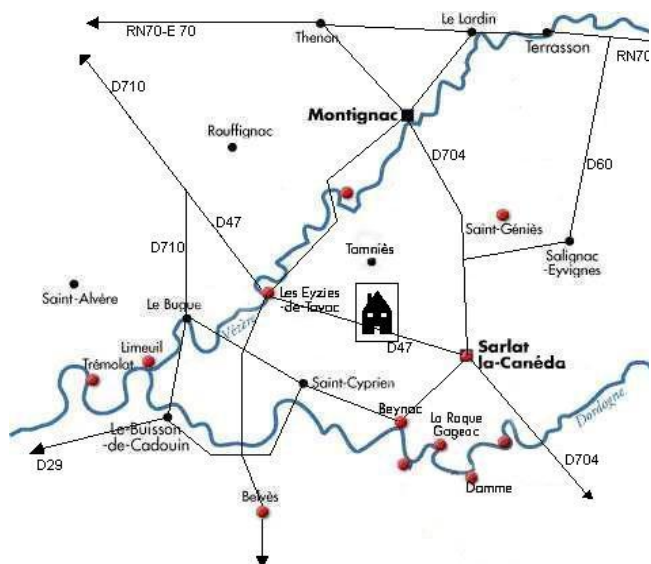 Le Lardin
RN70-E 70
Thenon
Terrasson
RN70
D710
Montignac
Rouffignac
D704
D60
D47
Saint-Géniès
D710
Tamniès
Salignac
-Eyvignes
Saint-Alvère
Les Eyzies
-de-Tayac
Le Bugue
Vézère
D47
Sarlat
la-Canéda
Limeuil
Trémolat
Saint-Cyprien
Dordogne
Beynac
La Roque
Gageac
Le-Buisson
-de-Cadouin
D29
D704
Damme
Belvès